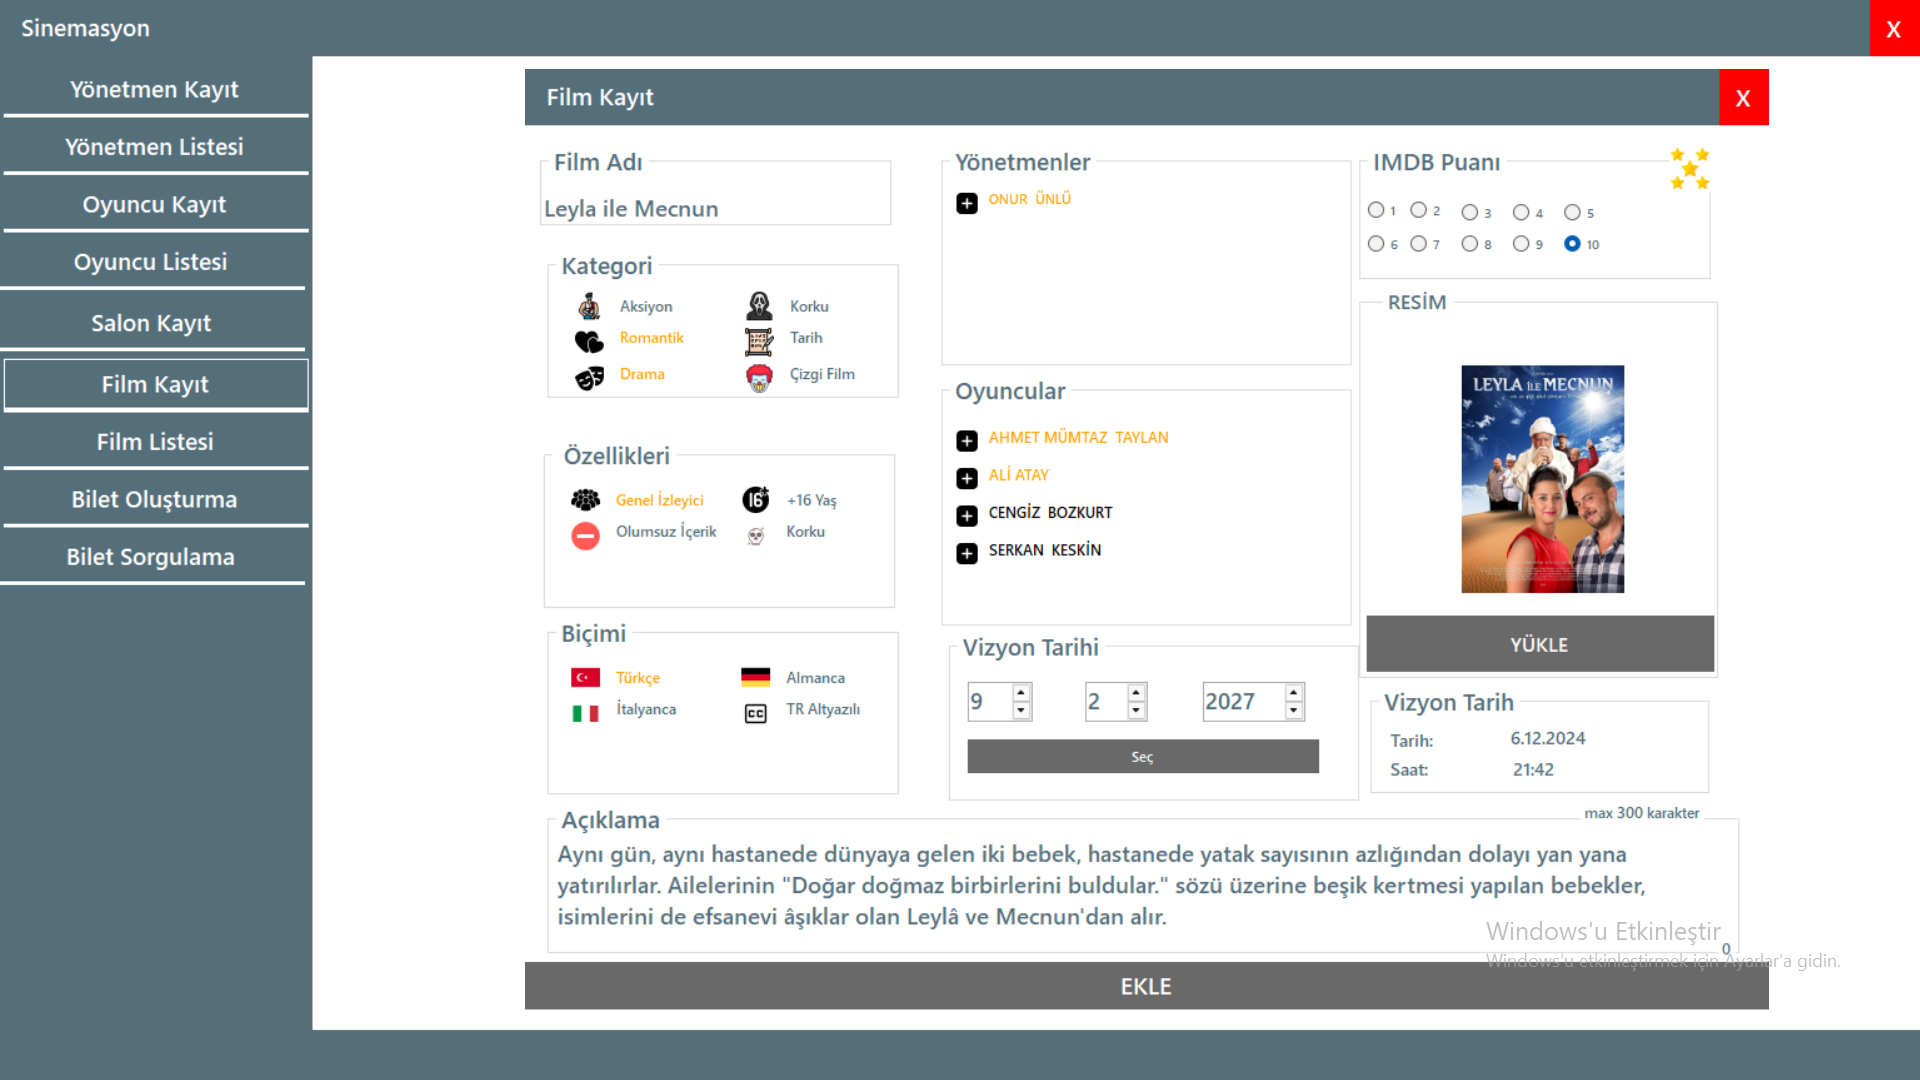 Sinemasyon
X
Yönetmen Kayıt
Yönetmen Listesi
Oyuncu Kayıt
Oyuncu Listesi
Salon Kayıt
Film Kayıt
Film Listesi
Bilet Oluşturma
Bilet Sorgulama
Film Kayıt
X
Film Adı
Leyla ile Mecnun
Kategori
Aksiyon
Korku
Romantik
Tarih
Drama
Çizgi Film
Özellikleri
Genel İzleyici
16+
+16 Yaş
Olumsuz İçerik
Korku
Biçimi
Türkçe
Almanca
İtalyanca
CC
TR Altyazılı
Yönetmenler
ONUR ÜNLÜ
Oyuncular
AHMET MÜMTAZ TAYLAN
ALİ ATAY
CENGİZ BOZKURT
SERKAN KESKİN
Vizyon Tarihi
9
2
2027
Seç
IMDB Puanı
1 2 3 4 5
6 7 8 9 10
RESİM
LEYLA İLE MECNUN
YÜKLE
Vizyon Tarih
Tarih: 6.12.2024
Saat: 21:42
Açıklama
max 300 karakter
Aynı gün, aynı hastanede dünyaya gelen iki bebek, hastanede yatak sayısının azlığından dolayı yan yana
yatırılırlar. Ailelerinin "Doğar doğmaz birbirlerini buldular." sözü üzerine beşik kertmesi yapılan bebekler,
isimlerini de efsanevi âşıklar olan Leylâ ve Mecnun'dan alır.
0
Windows'u Etkinleştir
Windows'u etkinleştirmek için Ayarlar'a gidin.
EKLE